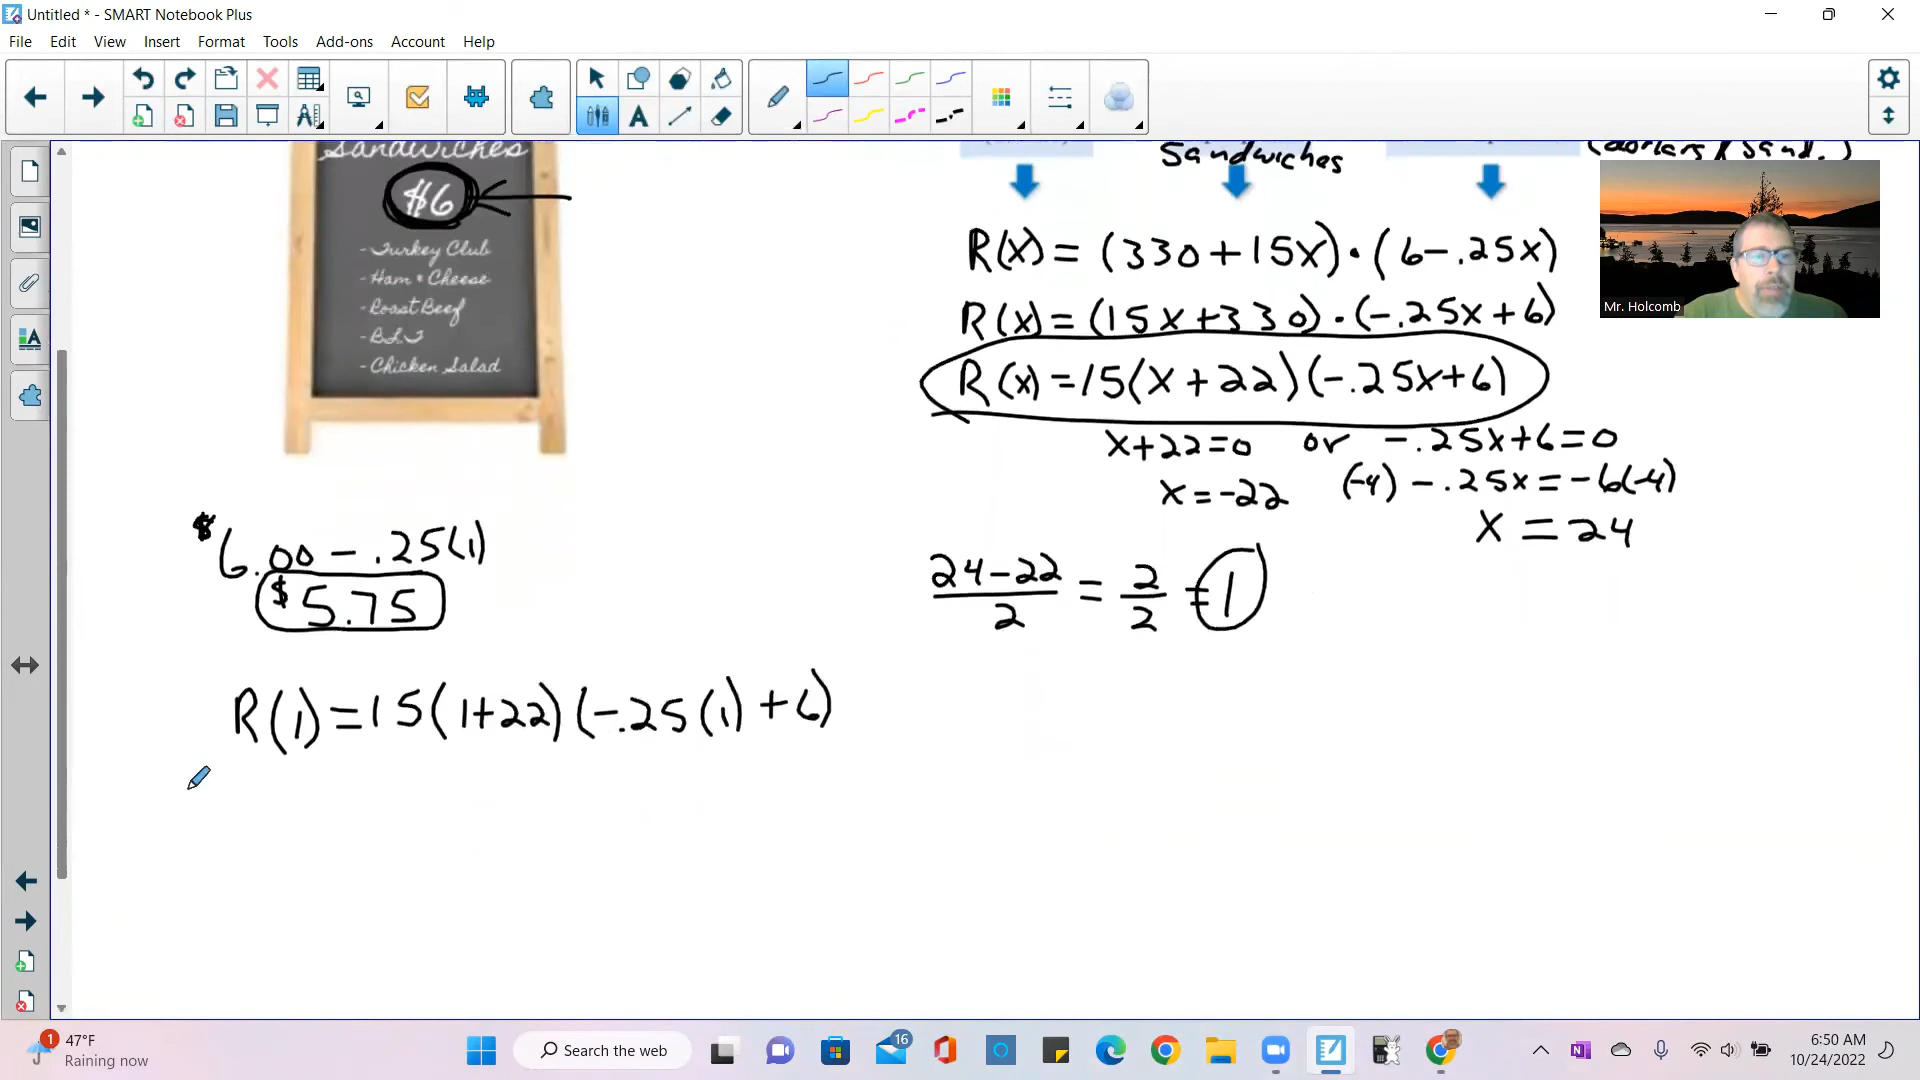 Untitled * - SMART Notebook Plus
File Edit View Insert Format Tools Add-ons Account Help
Sandwiches
$6
- Turkey Club
- Ham & Cheese
- Roast Beef
- BLT
- Chicken Salad
Sandwiches
R(x) = (330+15x)·(6-.25x)
R(x) = (15x+330)·(-.25x+6)
R(x) = 15(x+22)(-.25x+6)
x+22=0 or -.25x+6=0
x=-22 (-4) -.25x=-6(-4)
x=24
24-22
2
= 2
2
= 1
$6.00 - .25(1)
$5.75
R(1) = 15(1+22)(-.25(1)+6)
Mr. Holcomb
1
47°F
Raining now
Search the web
16
6:50 AM
10/24/2022